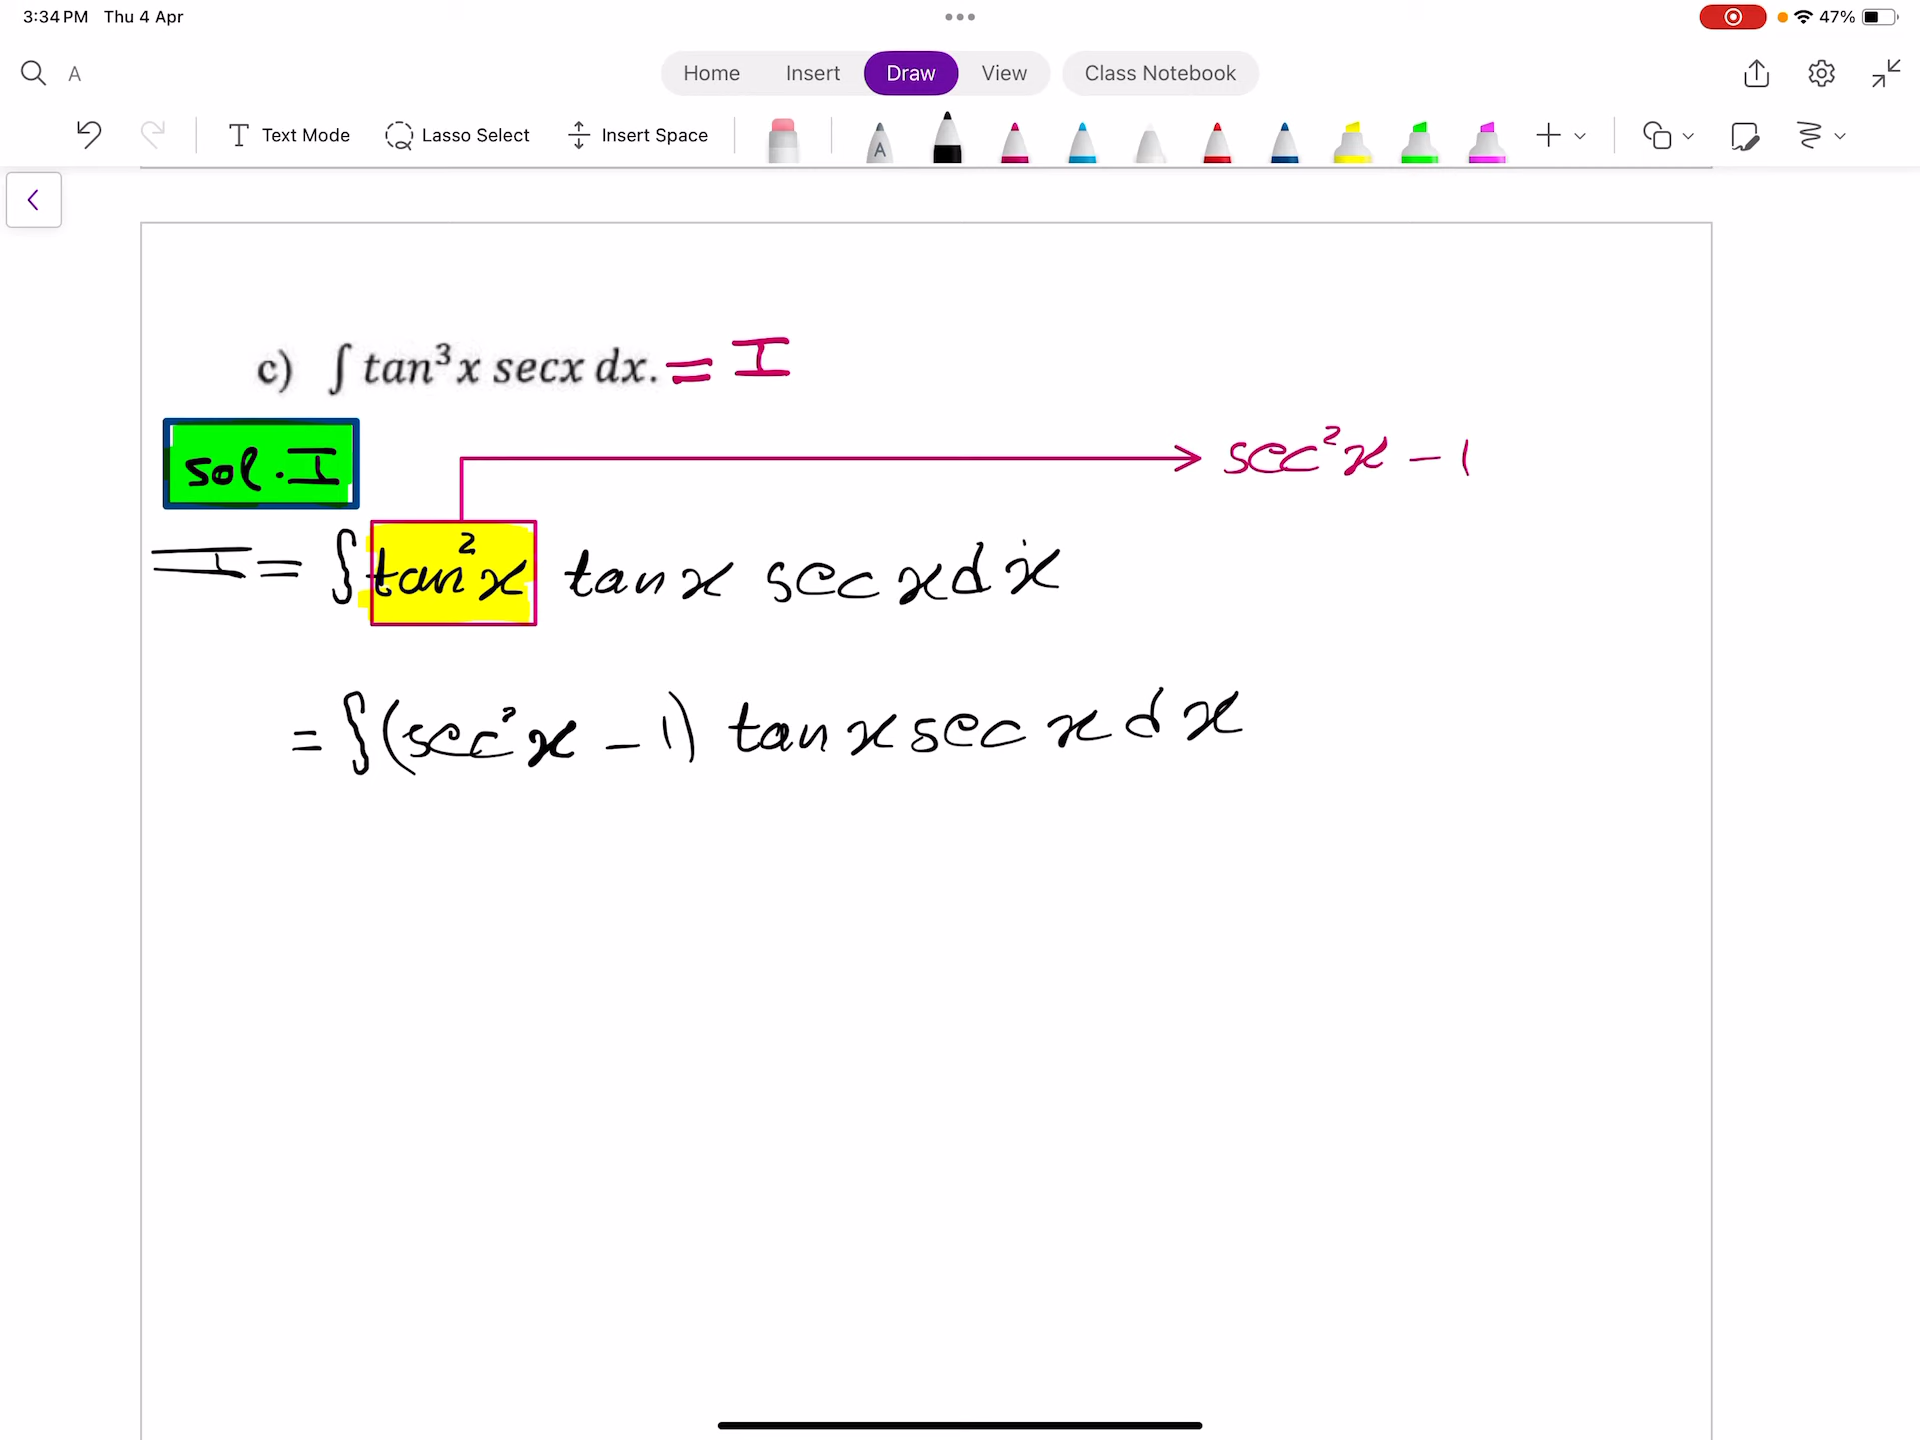 3:34 PM Thu 4 Apr 47%
A Home Insert Draw View Class Notebook
Text Mode Lasso Select Insert Space A
c) ∫ tan³x secx dx. = I
sol. I
sec²x - 1
I = ∫ tan²x tanx secx dx
= ∫(sec²x - 1) tanx secx dx